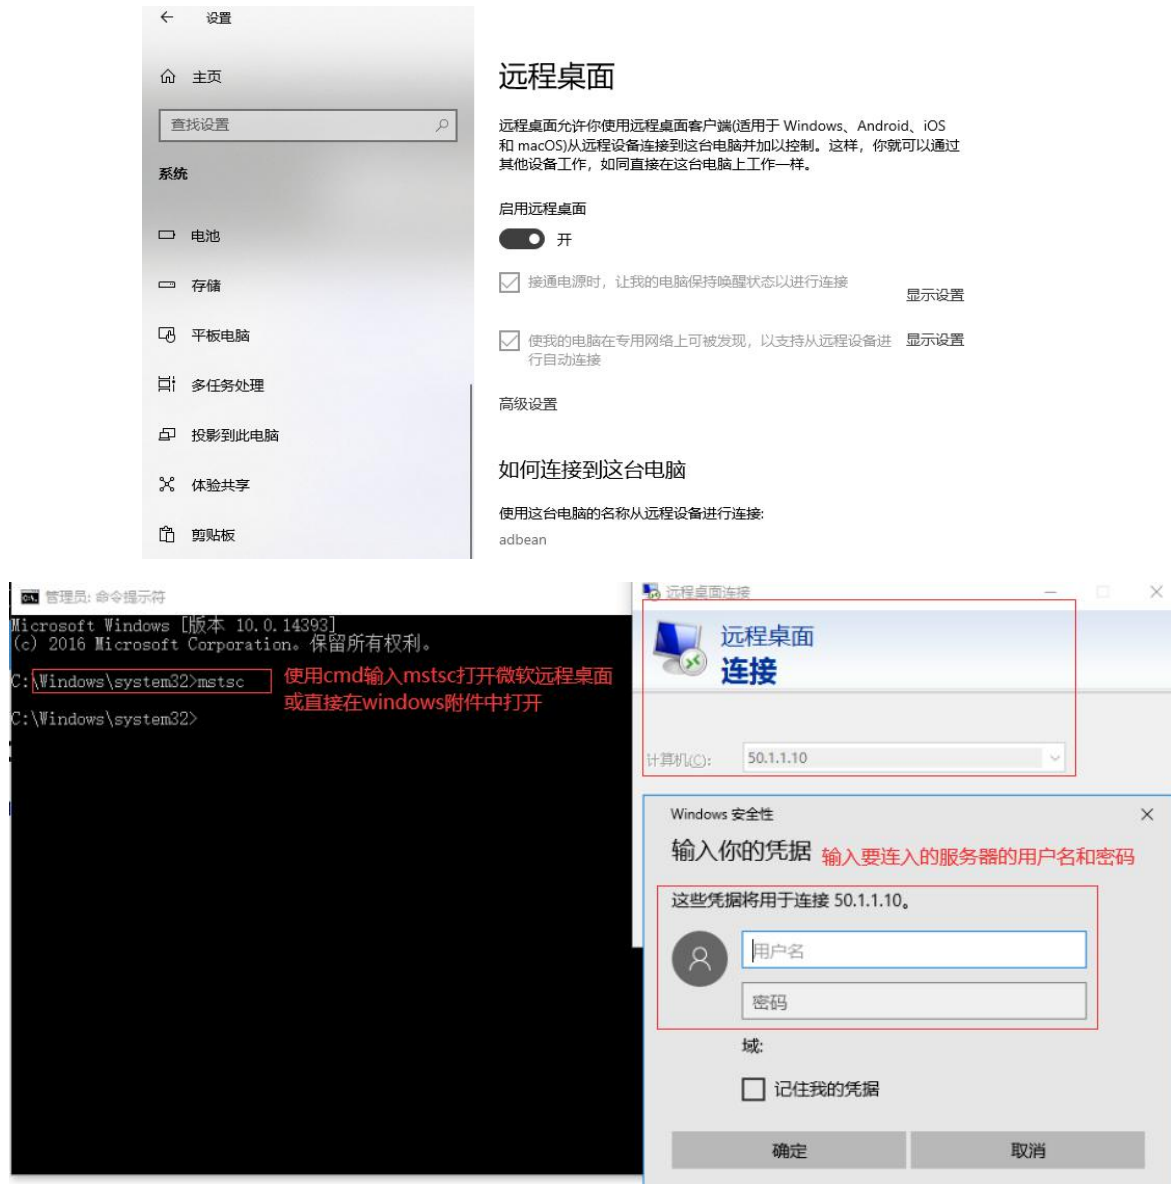 设置
主页
查找设置
系统
电池
存储
平板电脑
多任务处理
投影到此电脑
体验共享
剪贴板
远程桌面
远程桌面允许你使用远程桌面客户端(适用于 Windows、Android、iOS
和 macOS)从远程设备连接到这台电脑并加以控制。这样，你就可以通过
其他设备工作，如同直接在这台电脑上工作一样。
启用远程桌面
开
接通电源时，让我的电脑保持唤醒状态以进行连接
显示设置
使我的电脑在专用网络上可被发现，以支持从远程设备进
行自动连接
显示设置
高级设置
如何连接到这台电脑
使用这台电脑的名称从远程设备进行连接:
adbean
管理员: 命令提示符
Microsoft Windows [版本 10.0.14393]
(c) 2016 Microsoft Corporation。保留所有权利。
C:\Windows\system32>mstsc
C:\Windows\system32>
使用cmd输入mstsc打开微软远程桌面
或直接在windows附件中打开
远程桌面连接
远程桌面
连接
计算机(C):
50.1.1.10
Windows 安全性
输入你的凭据
输入要连入的服务器的用户名和密码
这些凭据将用于连接 50.1.1.10。
用户名
密码
域:
记住我的凭据
确定
取消